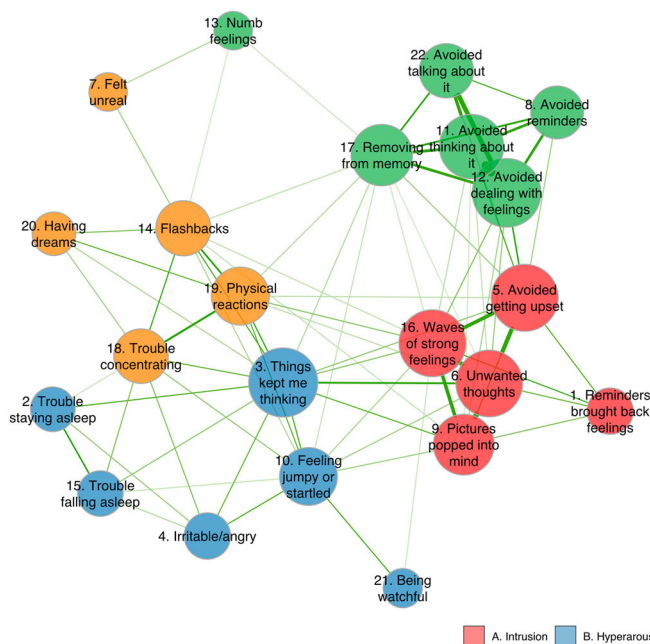 13. Numb
feelings
7. Felt
unreal
22. Avoided
talking about
it
8. Avoided
reminders
11. Avoided
thinking about
it
17. Removing
from memory
12. Avoided
dealing with
feelings
20. Having
dreams
14. Flashbacks
19. Physical
reactions
5. Avoided
getting upset
16. Waves
of strong
feelings
18. Trouble
concentrating
3. Things
kept me
thinking
6. Unwanted
thoughts
1. Reminders
brought back
feelings
2. Trouble
staying asleep
9. Pictures
popped into
mind
10. Feeling
jumpy or
startled
15. Trouble
falling asleep
4. Irritable/angry
21. Being
watchful
A. Intrusion
B. Hyperarous